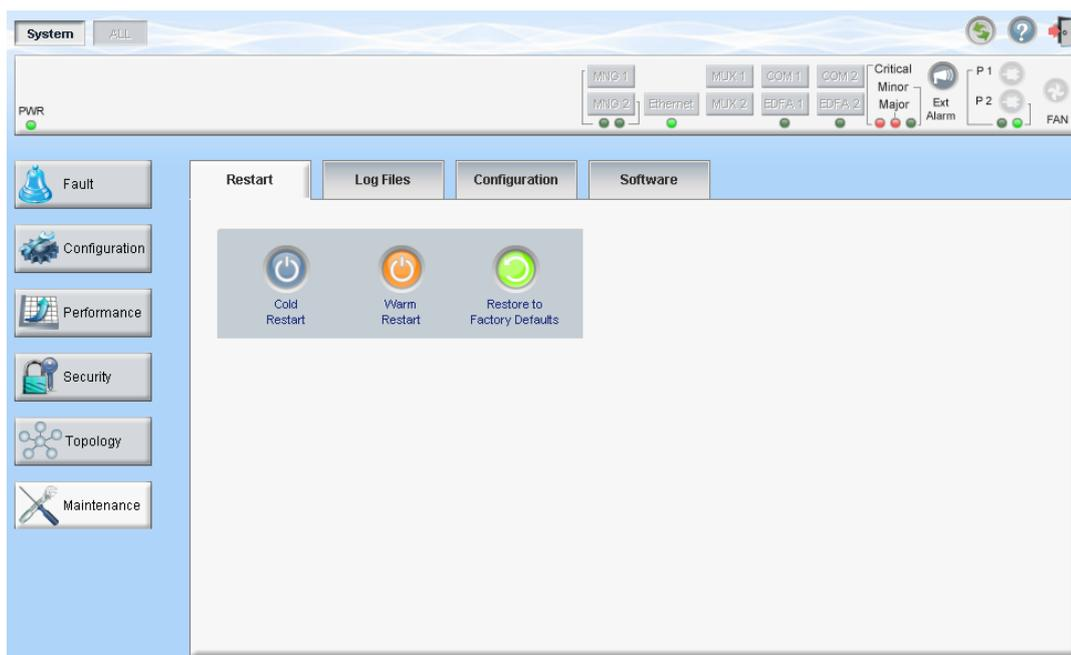 System ALL
MNG 1 MUX 1 COM 1 COM 2 Critical P 1
Minor
PWR MNG 2 Ethernet MUX 2 EDFA 1 EDFA 2 Major Ext Alarm P 2 FAN
Fault
Configuration
Performance
Security
Topology
Maintenance
Restart Log Files Configuration Software
Cold Restart
Warm Restart
Restore to
Factory Defaults